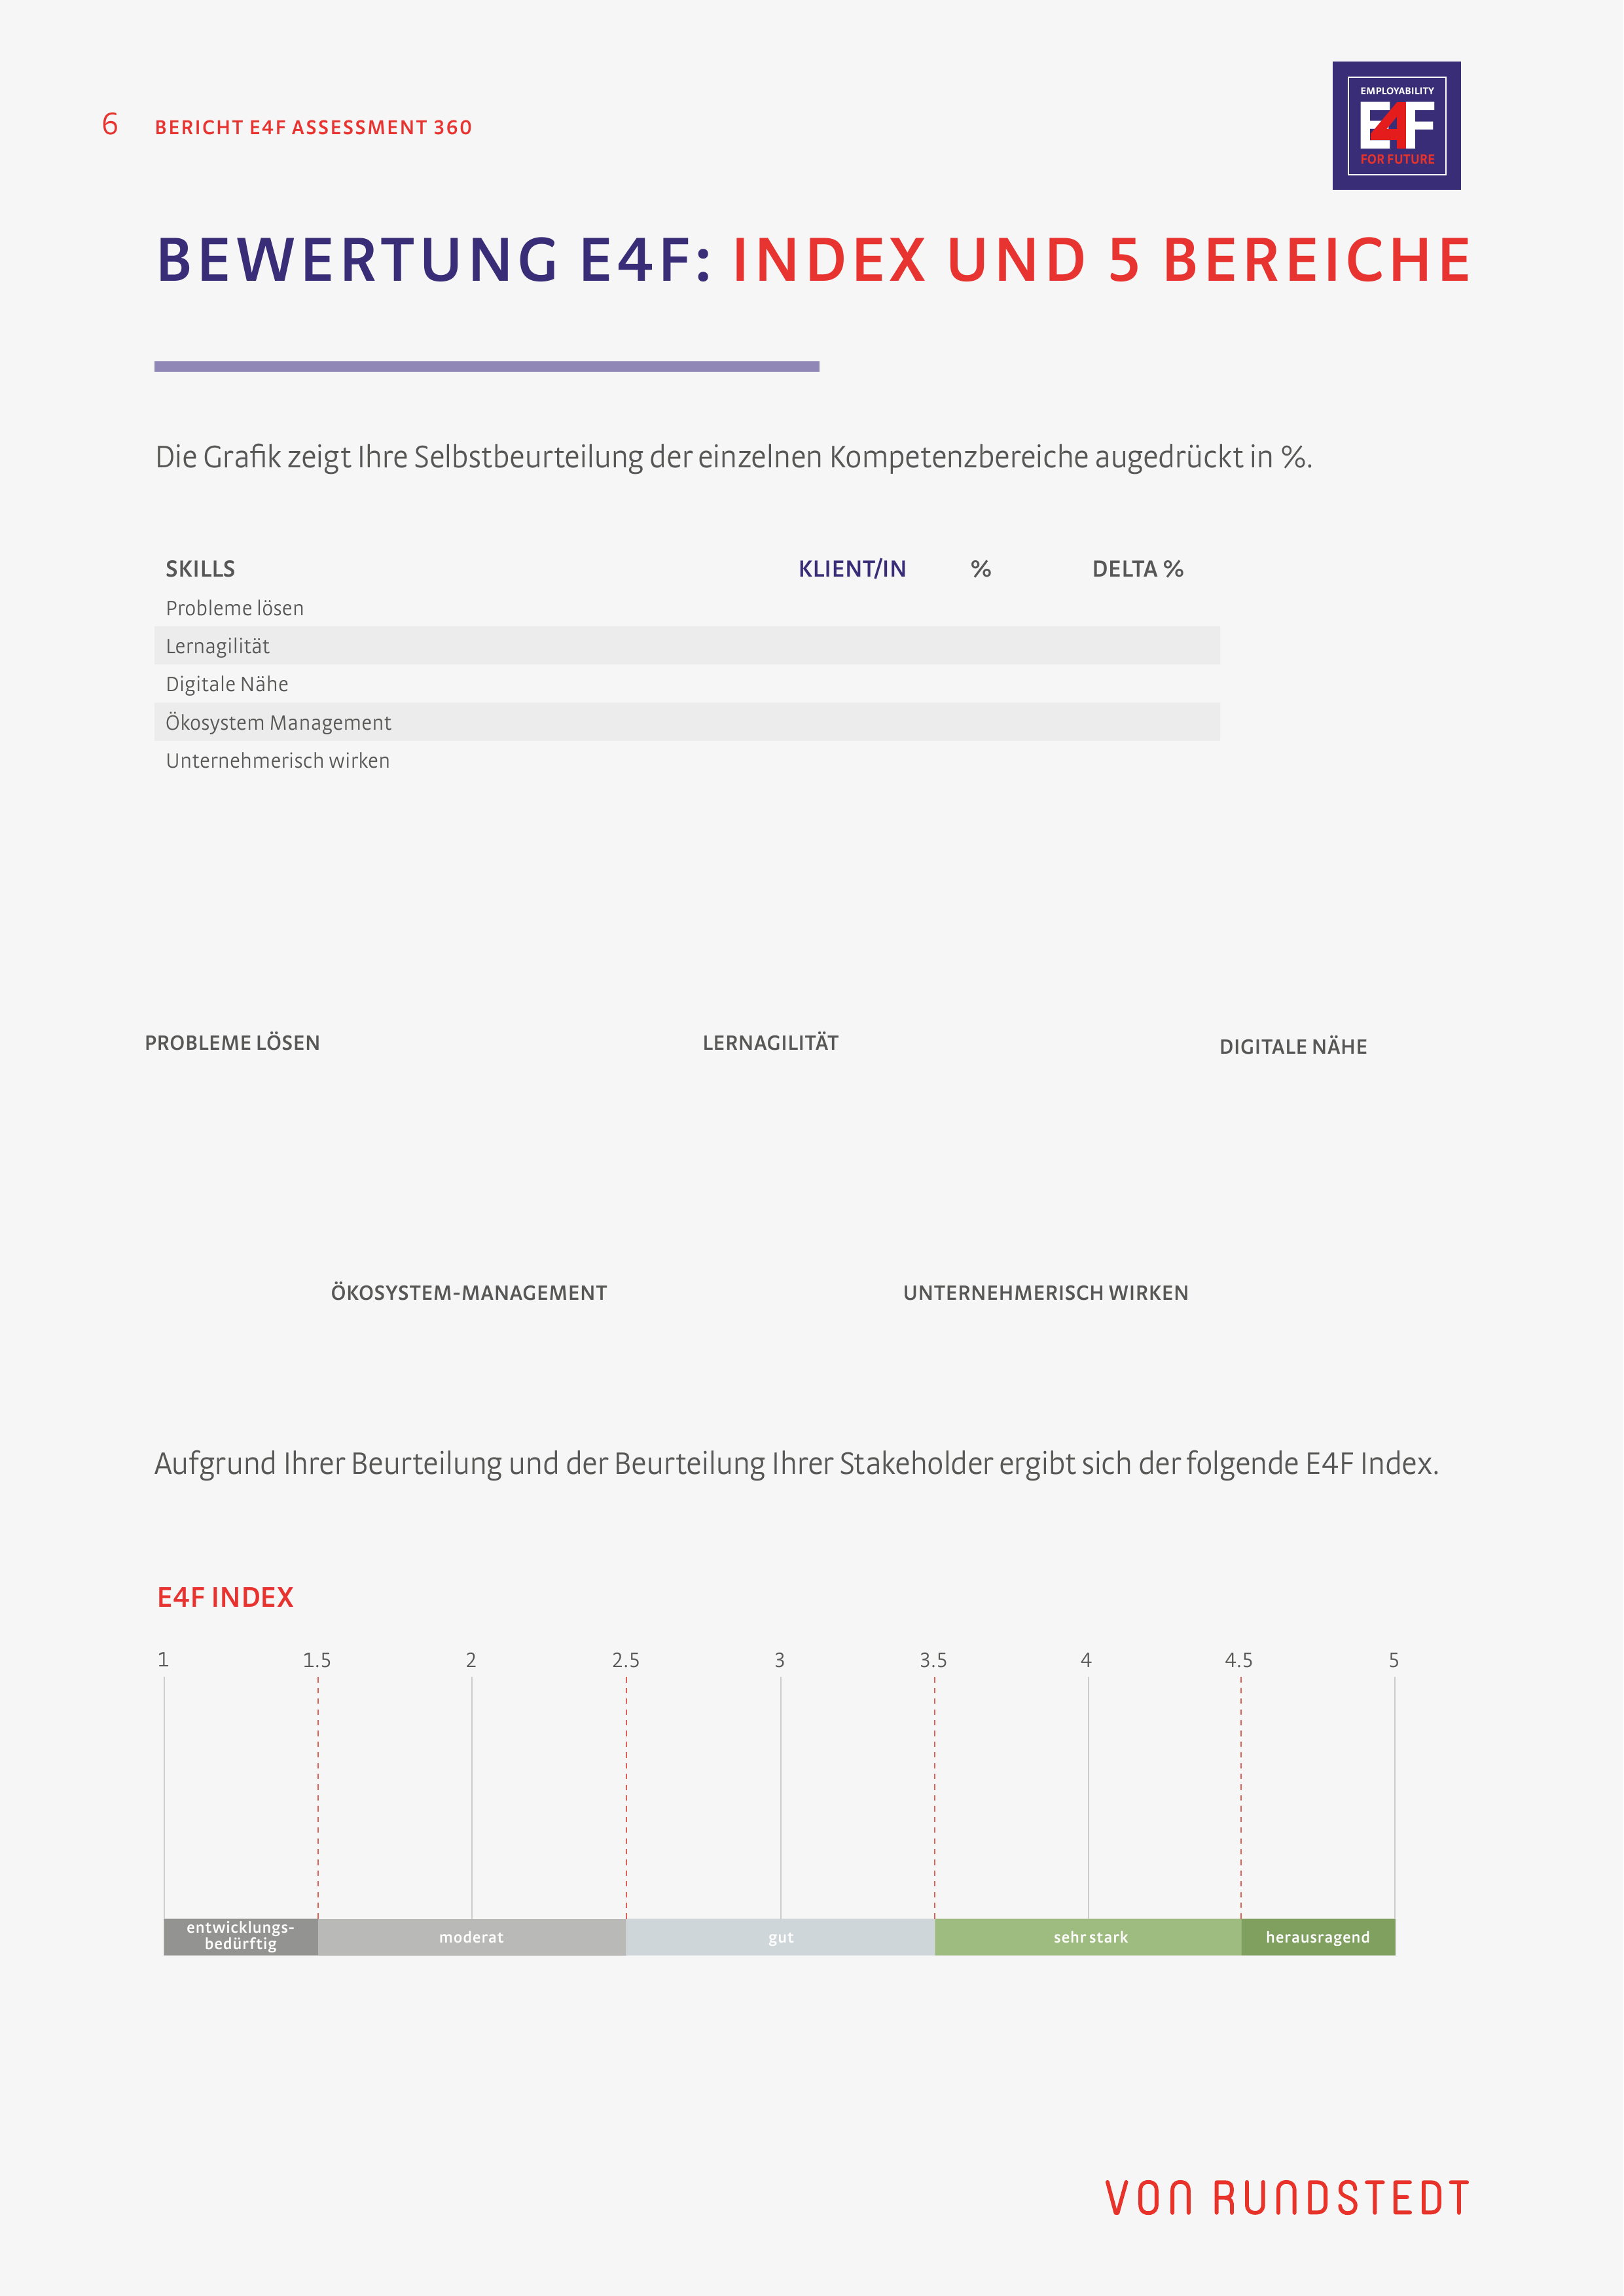 6 BERICHT E4F ASSESSMENT 360
EMPLOYABILITY
E4F
FOR FUTURE
BEWERTUNG E4F: INDEX UND 5 BEREICHE
Die Grafik zeigt Ihre Selbstbeurteilung der einzelnen Kompetenzbereiche augedrückt in %.
SKILLS KLIENT/IN % DELTA %
Probleme lösen
Lernagilität
Digitale Nähe
Ökosystem Management
Unternehmerisch wirken
PROBLEME LÖSEN LERNAGILITÄT DIGITALE NÄHE
ÖKOSYSTEM-MANAGEMENT UNTERNEHMERISCH WIRKEN
Aufgrund Ihrer Beurteilung und der Beurteilung Ihrer Stakeholder ergibt sich der folgende E4F Index.
E4F INDEX
1 1.5 2 2.5 3 3.5 4 4.5 5
entwicklungs-
bedürftig moderat gut sehr stark herausragend
VON RUNDSTEDT